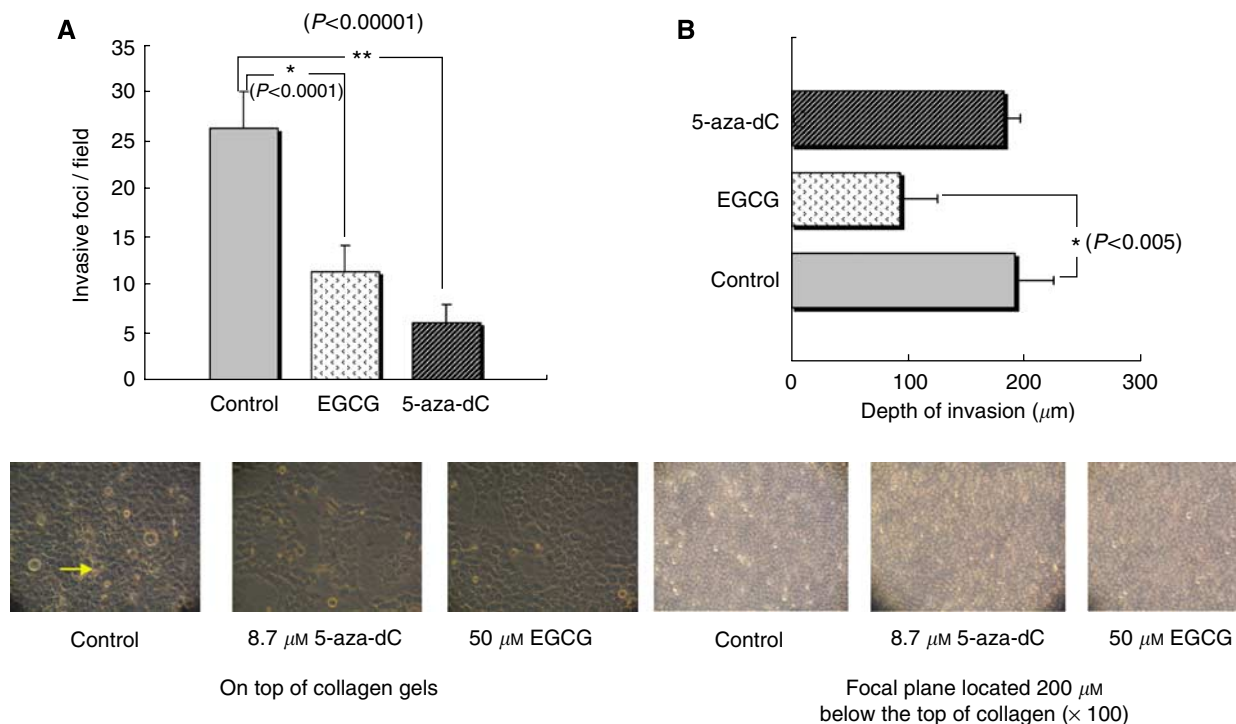 A
(P<0.00001)
**
*
(P<0.0001)
35
30
25
20
15
10
5
0
Invasive foci / field
Control EGCG 5-aza-dC
B
5-aza-dC
EGCG
Control
* (P<0.005)
0 100 200 300
Depth of invasion (μm)
Control
8.7 μM 5-aza-dC
50 μM EGCG
On top of collagen gels
Control
8.7 μM 5-aza-dC
50 μM EGCG
Focal plane located 200 μM
below the top of collagen (× 100)